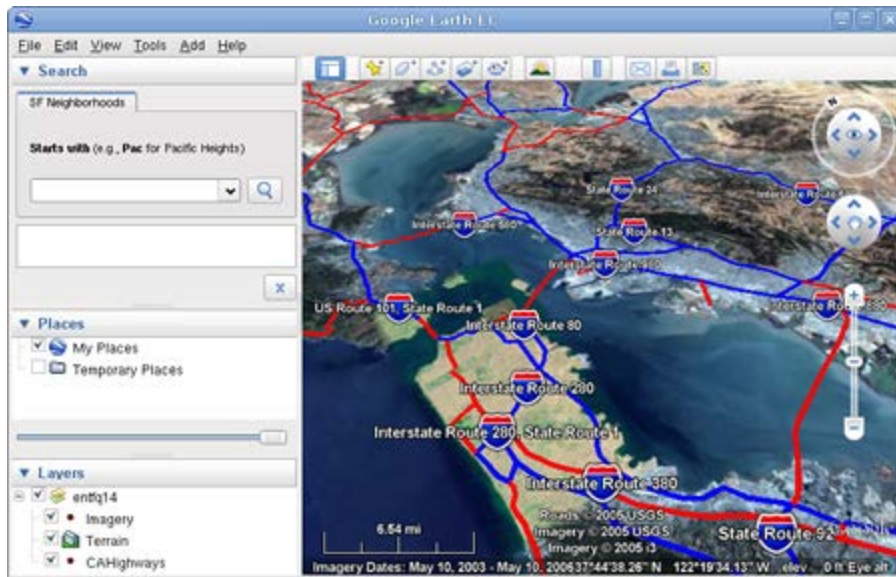 Google Earth EC
File Edit View Tools Add Help
Search
SF Neighborhoods
Starts with (e.g., Pac for Pacific Heights)
Places
My Places
Temporary Places
Layers
entfq14
Imagery
Terrain
CAHighways
State Route 24
Interstate Route
Interstate Route 580
State Route 13
US Route 101, State Route 1
Interstate Route 80
Interstate Route 280
Interstate Route 280, State Route 1
Interstate Route 380
State Route 92
6.54 mi
Roads © 2005 USGS
Imagery © 2005 USGS
Imagery © 2005 i3
Imagery Dates: May 10, 2003 - May 10, 2006 37°44'38.26" N 122°19'34.13" W elev 0 ft Eye alt